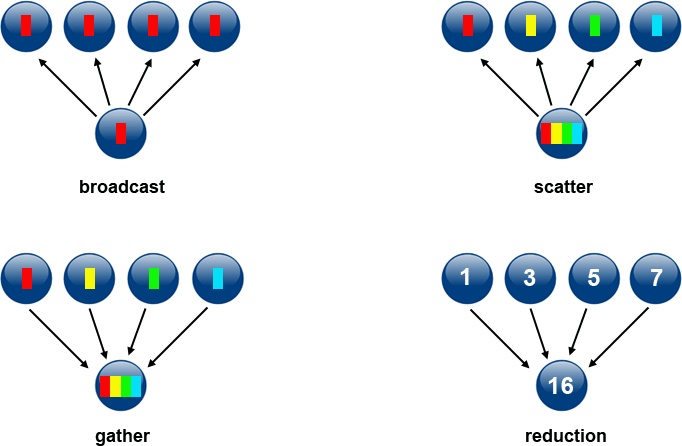 broadcast
scatter
1 3 5 7
16
gather
reduction